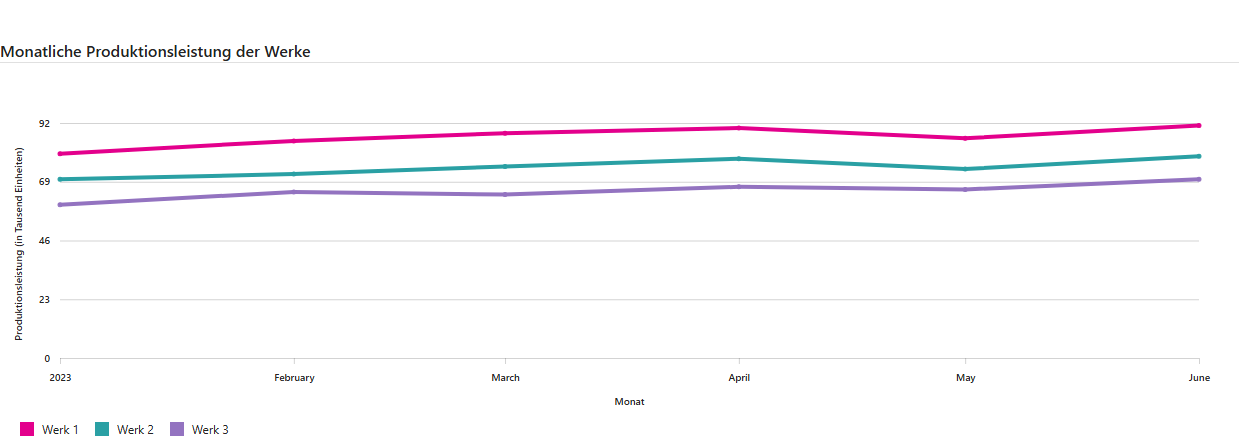 Monatliche Produktionsleistung der Werke
Produktionsleistung (in Tausend Einheiten)
92
69
46
23
0
2023 February March April May June
Monat
Werk 1 Werk 2 Werk 3